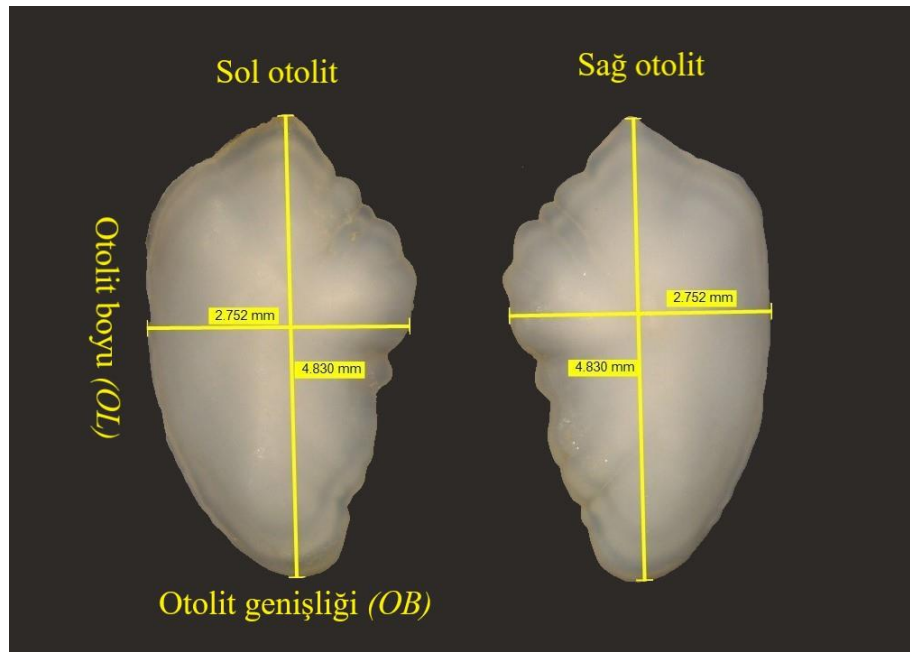 Sol otolit
Sağ otolit
Otolit boyu (OL)
2.752 mm
2.752 mm
4.830 mm
4.830 mm
Otolit genişliği (OB)